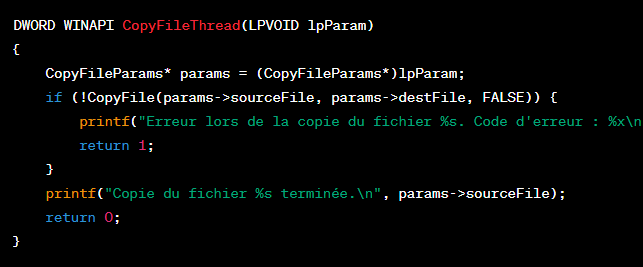 DWORD WINAPI CopyFileThread(LPVOID lpParam)
{
CopyFileParams* params = (CopyFileParams*)lpParam;
if (!CopyFile(params->sourceFile, params->destFile, FALSE)) {
printf("Erreur lors de la copie du fichier %s. Code d'erreur : %x\n
return 1;
}
printf("Copie du fichier %s terminée.\n", params->sourceFile);
return 0;
}